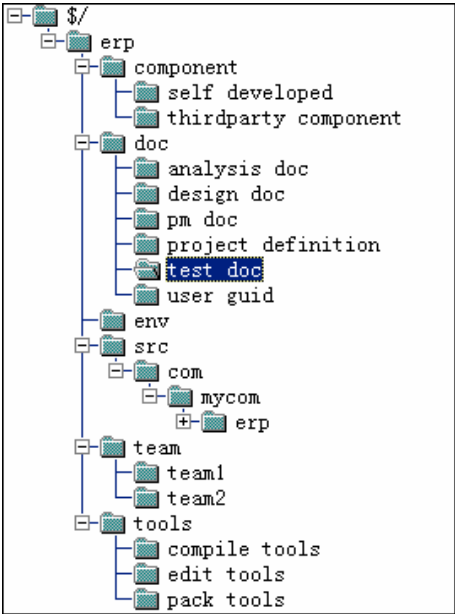 $/
erp
component
self developed
thirdparty component
doc
analysis doc
design doc
pm doc
project definition
test doc
user guid
env
src
com
mycom
erp
team
team1
team2
tools
compile tools
edit tools
pack tools